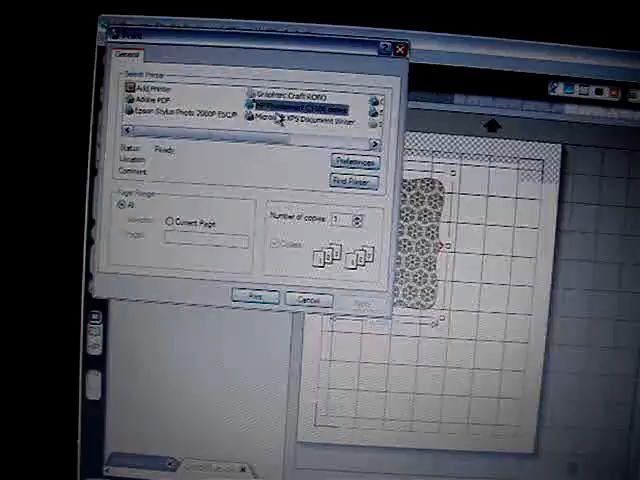 Print
General
Select Printer
Add Printer
Adobe PDF
Epson Stylus Photo 2000P ESC/P
Graphtec Craft ROBO
Microsoft XPS Document Writer
Status: Ready
Location:
Comment:
Preferences
Find Printer
Page Range
All
Selection
Current Page
Pages:
Number of copies: 1
Collate
Print
Cancel
Apply